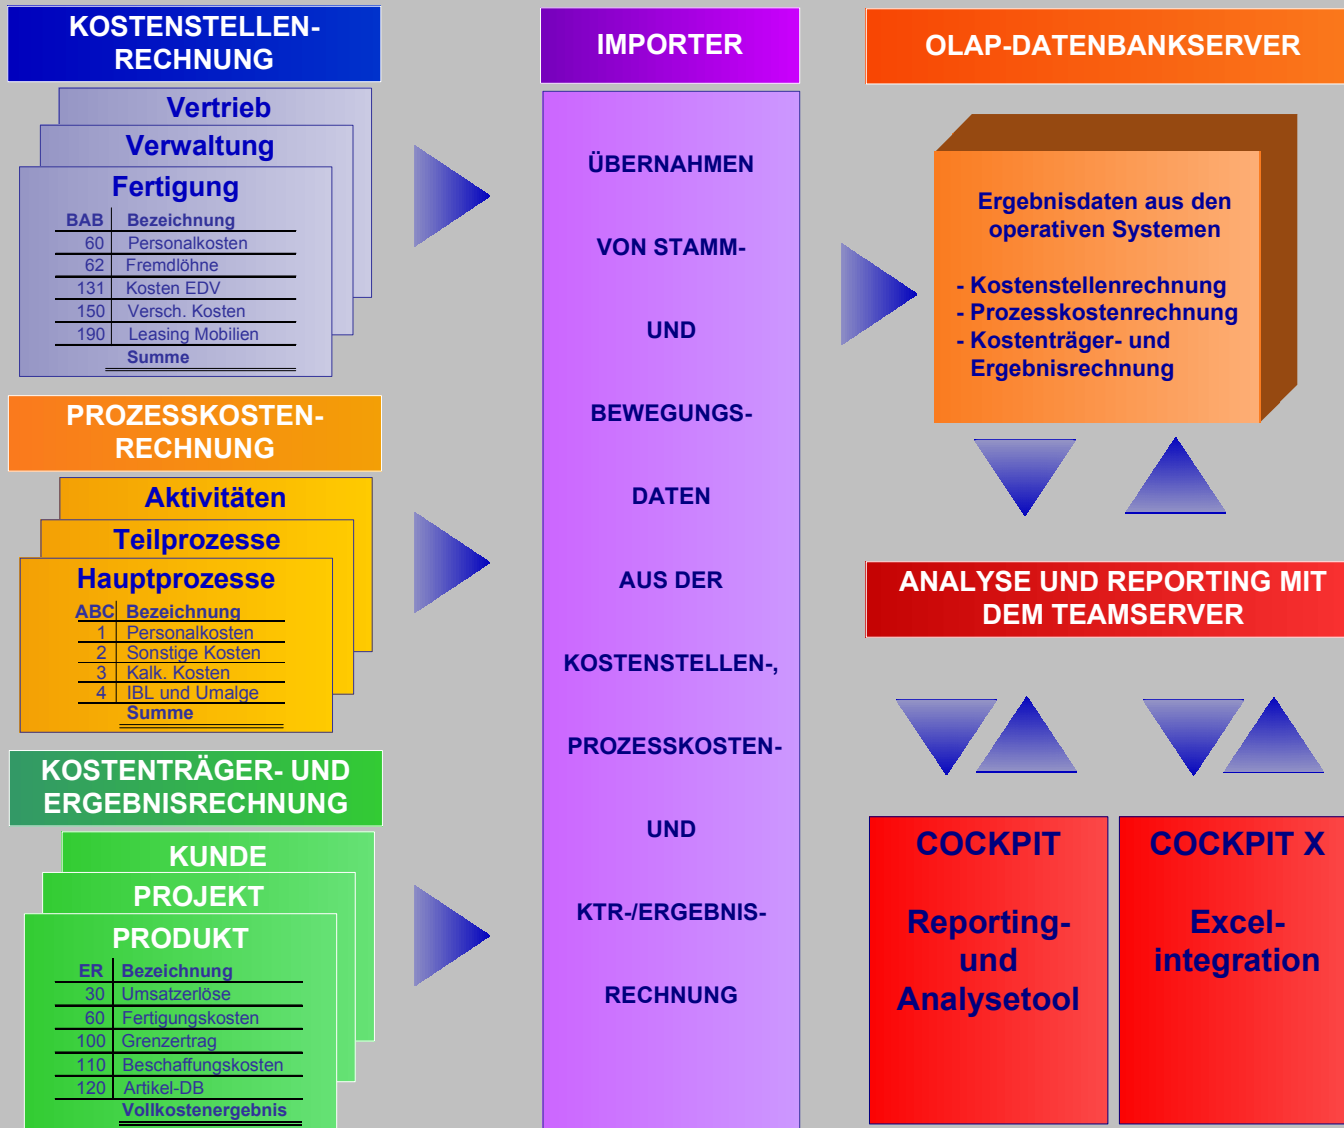 KOSTENSTELLEN-
RECHNUNG
Vertrieb
Verwaltung
Fertigung
BAB Bezeichnung
60 Personalkosten
62 Fremdlöhne
131 Kosten EDV
150 Versch. Kosten
190 Leasing Mobilien
Summe
PROZESSKOSTEN-
RECHNUNG
Aktivitäten
Teilprozesse
Hauptprozesse
ABC Bezeichnung
1 Personalkosten
2 Sonstige Kosten
3 Kalk. Kosten
4 IBL und Umalge
Summe
KOSTENTRÄGER- UND
ERGEBNISRECHNUNG
KUNDE
PROJEKT
PRODUKT
ER Bezeichnung
30 Umsatzerlöse
60 Fertigungskosten
100 Grenzertrag
110 Beschaffungskosten
120 Artikel-DB
Vollkostenergebnis
IMPORTER
ÜBERNAHMEN
VON STAMM-
UND
BEWEGUNGS-
DATEN
AUS DER
KOSTENSTELLEN-,
PROZESSKOSTEN-
UND
KTR-/ERGEBNIS-
RECHNUNG
OLAP-DATENBANKSERVER
Ergebnisdaten aus den
operativen Systemen
- Kostenstellenrechnung
- Prozesskostenrechnung
- Kostenträger- und
Ergebnisrechnung
ANALYSE UND REPORTING MIT
DEM TEAMSERVER
COCKPIT
Reporting-
und
Analysetool
COCKPIT X
Excel-
integration